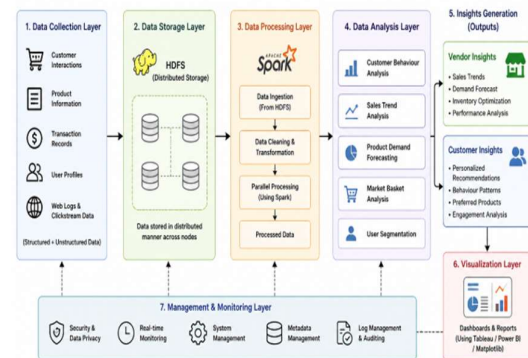 1. Data Collection Layer
Customer
Interactions
Product
Information
Transaction
Records
User Profiles
Web Logs &
Clickstream Data
(Structured + Unstructured Data)
2. Data Storage Layer
HDFS
(Distributed Storage)
Data stored in distributed
manner across nodes
3. Data Processing Layer
APACHE
Spark
Data Ingestion
(From HDFS)
Data Cleaning &
Transformation
Parallel Processing
(Using Spark)
Processed Data
4. Data Analysis Layer
Customer Behaviour
Analysis
Sales Trend
Analysis
Product Demand
Forecasting
Market Basket
Analysis
User Segmentation
5. Insights Generation
(Outputs)
Vendor Insights
• Sales Trends
• Demand Forecast
• Inventory Optimization
• Performance Analysis
Customer Insights
• Personalized
Recommendations
• Behaviour Patterns
• Preferred Products
• Engagement Analysis
6. Visualization Layer
Dashboards & Reports
(Using Tableau / Power BI
/ Matplotlib)
7. Management & Monitoring Layer
Security &
Data Privacy
Real-time
Monitoring
System
Management
Metadata
Management
Log Management
& Auditing